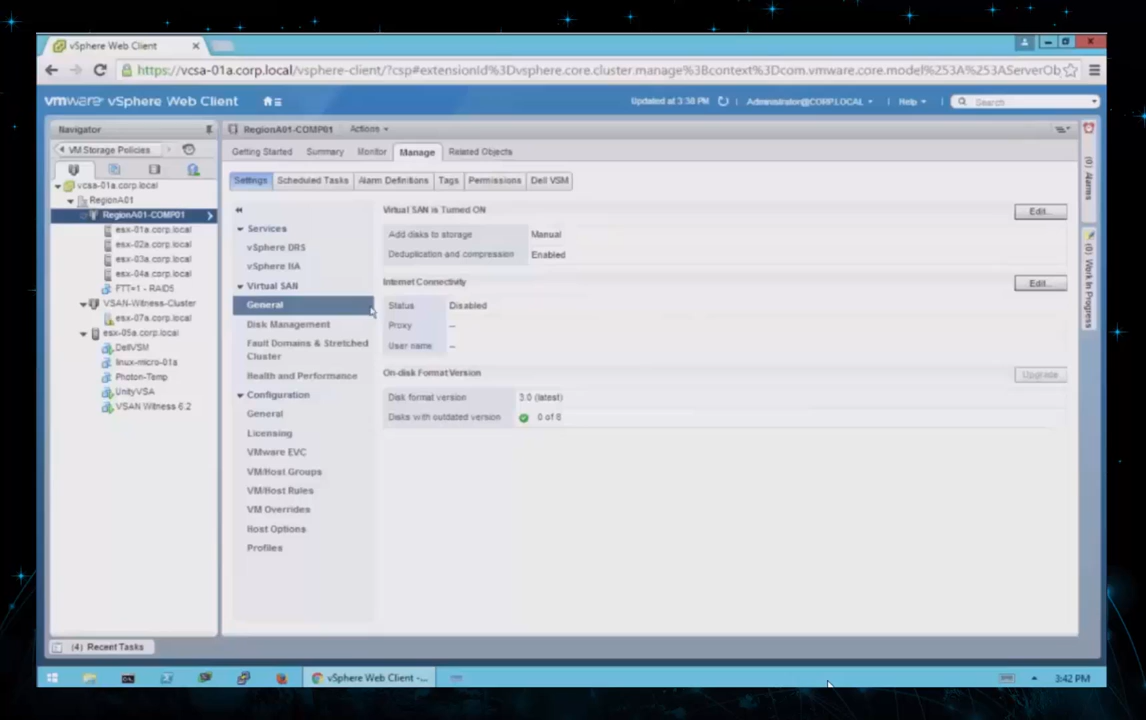 vSphere Web Client
https://vcsa-01a.corp.local/vsphere-client/?csp#extensionId%3Dvsphere.core.cluster.manage%3Bcontext%3Dcom.vmware.core.model%253A%253AServerOb
vmware vSphere Web Client
Updated at 3:38 PM
Administrator@CORP.LOCAL
Help
Search
Navigator
VM Storage Policies
vcsa-01a.corp.local
RegionA01
RegionA01-COMP01
esx-01a.corp.local
esx-02a.corp.local
esx-03a.corp.local
esx-04a.corp.local
FTT=1 - RAID5
VSAN-Witness-Cluster
esx-07a.corp.local
esx-05a.corp.local
DellVSM
linux-micro-01a
Photon-Temp
UnityVSA
VSAN Witness 6.2
RegionA01-COMP01 Actions
Getting Started Summary Monitor Manage Related Objects
Settings Scheduled Tasks Alarm Definitions Tags Permissions Dell VSM
Services
vSphere DRS
vSphere HA
Virtual SAN
General
Disk Management
Fault Domains & Stretched
Cluster
Health and Performance
Configuration
General
Licensing
VMware EVC
VM/Host Groups
VM/Host Rules
VM Overrides
Host Options
Profiles
Virtual SAN is Turned ON
Edit...
Add disks to storage Manual
Deduplication and compression Enabled
Internet Connectivity
Edit...
Status Disabled
Proxy --
User name --
On-disk Format Version
Upgrade
Disk format version 3.0 (latest)
Disks with outdated version 0 of 6
(0) Alarms
(0) Work In Progress
(4) Recent Tasks
vSphere Web Client -...
3:42 PM